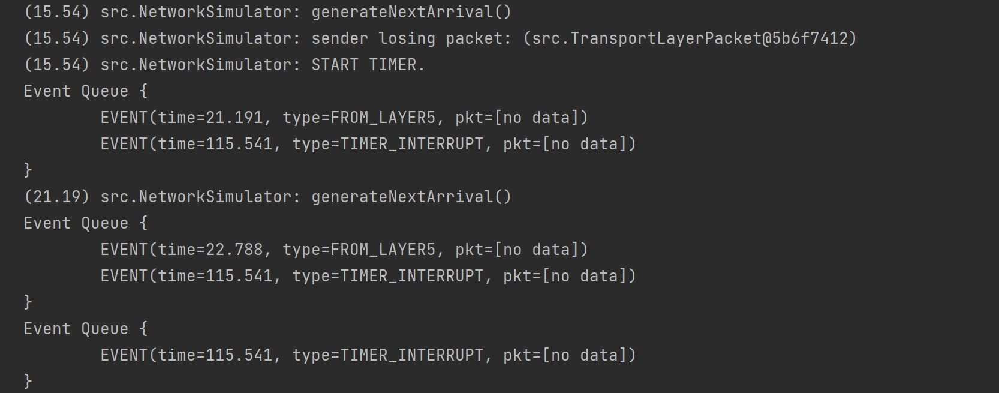 (15.54) src.NetworkSimulator: generateNextArrival()
(15.54) src.NetworkSimulator: sender losing packet: (src.TransportLayerPacket@5b6f7412)
(15.54) src.NetworkSimulator: START TIMER.
Event Queue {
        EVENT(time=21.191, type=FROM_LAYER5, pkt=[no data])
        EVENT(time=115.541, type=TIMER_INTERRUPT, pkt=[no data])
}
(21.19) src.NetworkSimulator: generateNextArrival()
Event Queue {
        EVENT(time=22.788, type=FROM_LAYER5, pkt=[no data])
        EVENT(time=115.541, type=TIMER_INTERRUPT, pkt=[no data])
}
Event Queue {
        EVENT(time=115.541, type=TIMER_INTERRUPT, pkt=[no data])
}